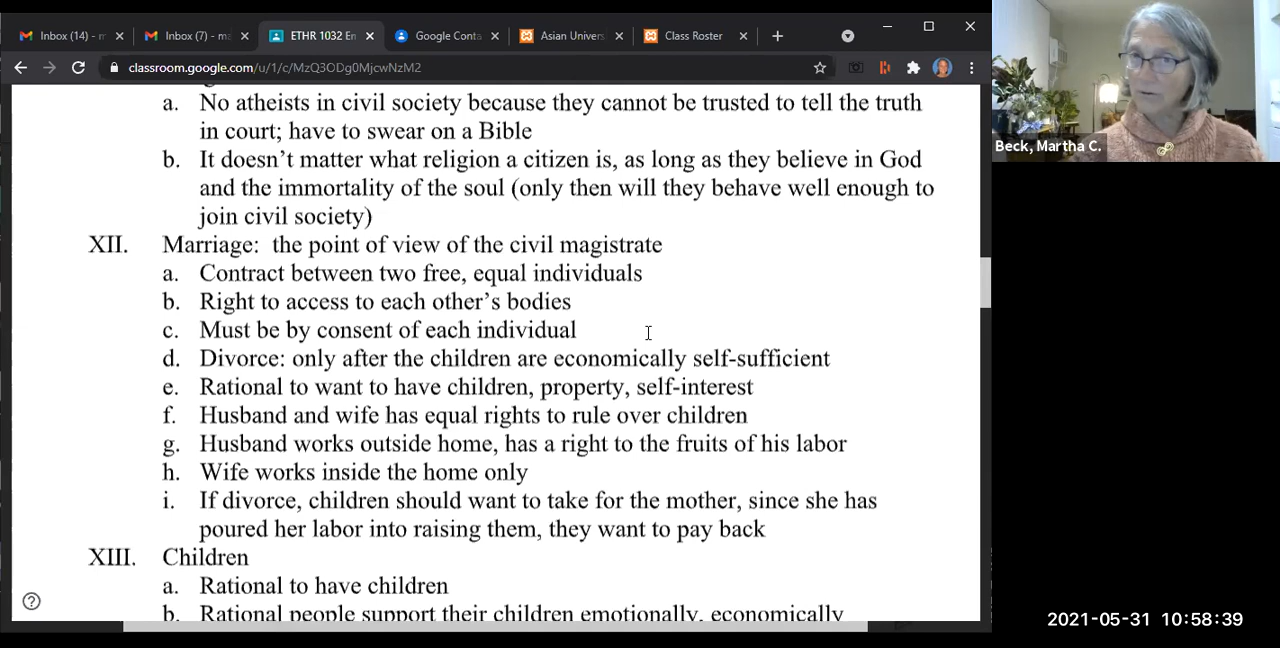 Inbox (14) - m
Inbox (7) - ma
ETHR 1032 En
Google Conta
Asian Univers
Class Roster
classroom.google.com/u/1/c/MzQ3ODg0MjcwNzM2
Beck, Martha C.
a. No atheists in civil society because they cannot be trusted to tell the truth
in court; have to swear on a Bible
b. It doesn’t matter what religion a citizen is, as long as they believe in God
and the immortality of the soul (only then will they behave well enough to
join civil society)
XII. Marriage: the point of view of the civil magistrate
a. Contract between two free, equal individuals
b. Right to access to each other’s bodies
c. Must be by consent of each individual
d. Divorce: only after the children are economically self-sufficient
e. Rational to want to have children, property, self-interest
f. Husband and wife has equal rights to rule over children
g. Husband works outside home, has a right to the fruits of his labor
h. Wife works inside the home only
i. If divorce, children should want to take for the mother, since she has
poured her labor into raising them, they want to pay back
XIII. Children
a. Rational to have children
b. Rational people support their children emotionally, economically
2021-05-31 10:58:39